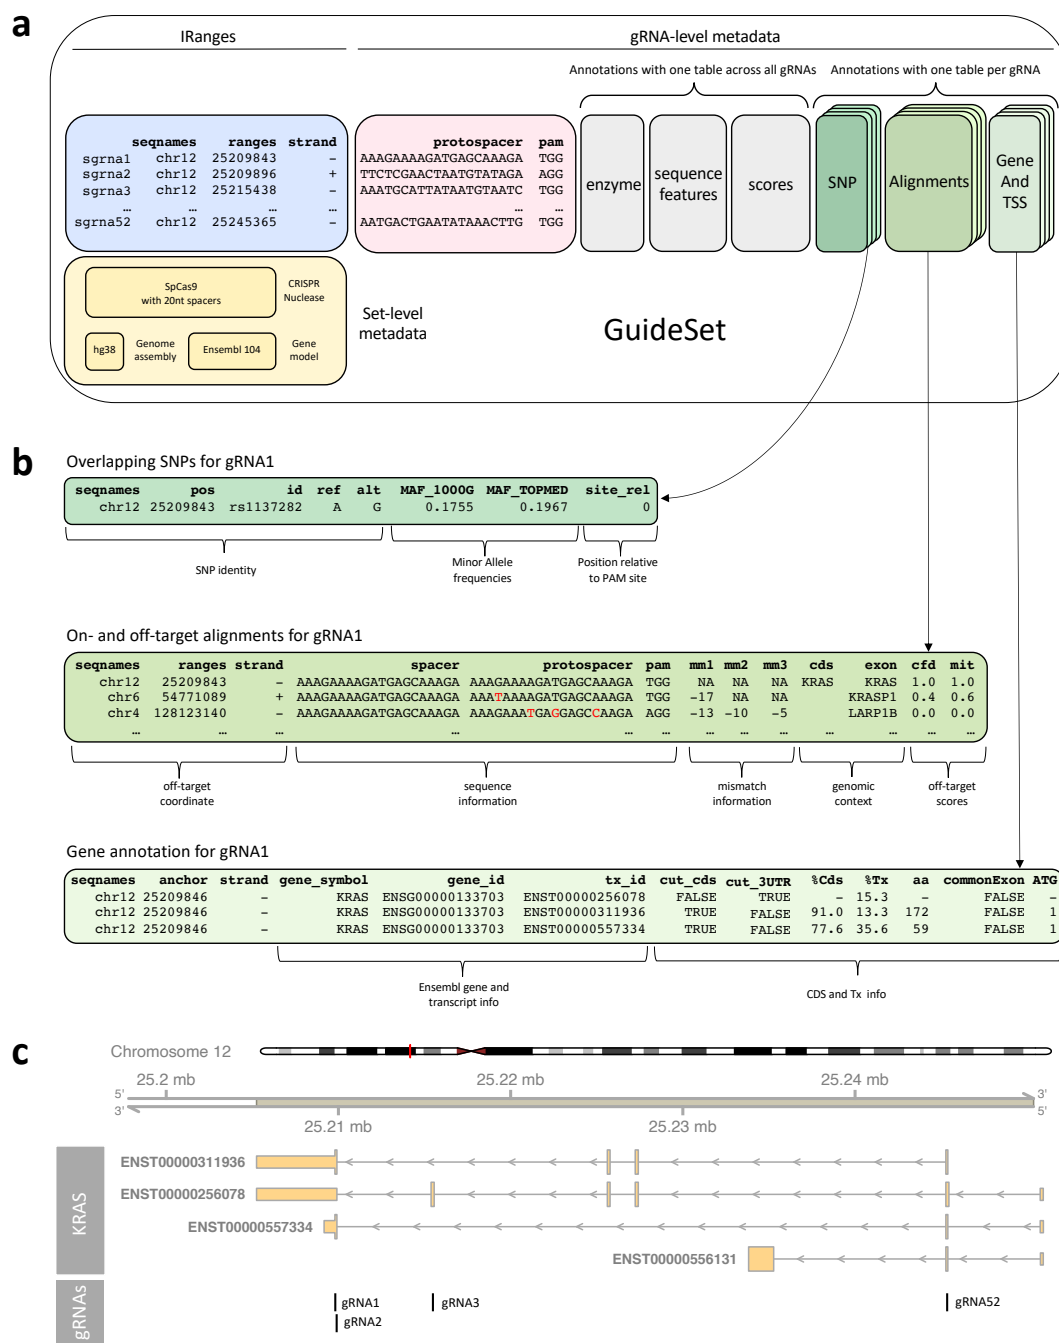 a
IRanges
gRNA-level metadata
Annotations with one table across all gRNAs
Annotations with one table per gRNA
seqnames ranges strand
sgrna1 chr12 25209843 −
sgrna2 chr12 25209896 +
sgrna3 chr12 25215438 −
… … … …
sgrna52 chr12 25245365 −
protospacer pam
AAAGAAAAGATGAGCAAAGA TGG
TTCTCGAACTAATGTATAGA AGG
AAATGCATTATAATGTAATC TGG
… …
AATGACTGAATATAAACTTG TGG
enzyme
sequence
features
scores
SNP
Alignments
Gene
And
TSS
SpCas9
with 20nt spacers
CRISPR
Nuclease
hg38
Genome
assembly
Ensembl 104
Gene
model
Set-level
metadata
GuideSet
b
Overlapping SNPs for gRNA1
seqnames pos id ref alt MAF_1000G MAF_TOPMED site_rel
chr12 25209843 rs1137282 A G 0.1755 0.1967 0
SNP identity
Minor Allele
frequencies
Position relative
to PAM site
On- and off-target alignments for gRNA1
seqnames ranges strand spacer protospacer pam mm1 mm2 mm3 cds exon cfd mit
chr12 25209843 − AAAGAAAAGATGAGCAAAGA AAAGAAAAGATGAGCAAAGA TGG NA NA NA KRAS KRAS 1.0 1.0
chr6 54771089 + AAAGAAAAGATGAGCAAAGA AAATAAAAGATGAGCAAAGA TGG −17 NA NA KRASP1 0.4 0.6
chr4 128123140 − AAAGAAAAGATGAGCAAAGA AAAGAAATGAGGAGCCAAGA AGG −13 −10 −5 LARP1B 0.0 0.0
… … … … … … … … … … … …
off-target
coordinate
sequence
information
mismatch
information
genomic
context
off-target
scores
Gene annotation for gRNA1
seqnames anchor strand gene_symbol gene_id tx_id cut_cds cut_3UTR %Cds %Tx aa commonExon ATG
chr12 25209846 − KRAS ENSG00000133703 ENST00000256078 FALSE TRUE − 15.3 − FALSE −
chr12 25209846 − KRAS ENSG00000133703 ENST00000311936 TRUE FALSE 91.0 13.3 172 FALSE 1
chr12 25209846 − KRAS ENSG00000133703 ENST00000557334 TRUE FALSE 77.6 35.6 59 FALSE 1
Ensembl gene and
transcript info
CDS and Tx info
c
Chromosome 12
25.2 mb 25.22 mb 25.24 mb
5' 3'
3' 5'
25.21 mb 25.23 mb
KRAS
ENST00000311936
ENST00000256078
ENST00000557334
ENST00000556131
gRNAs
gRNA1 gRNA3 gRNA52
gRNA2